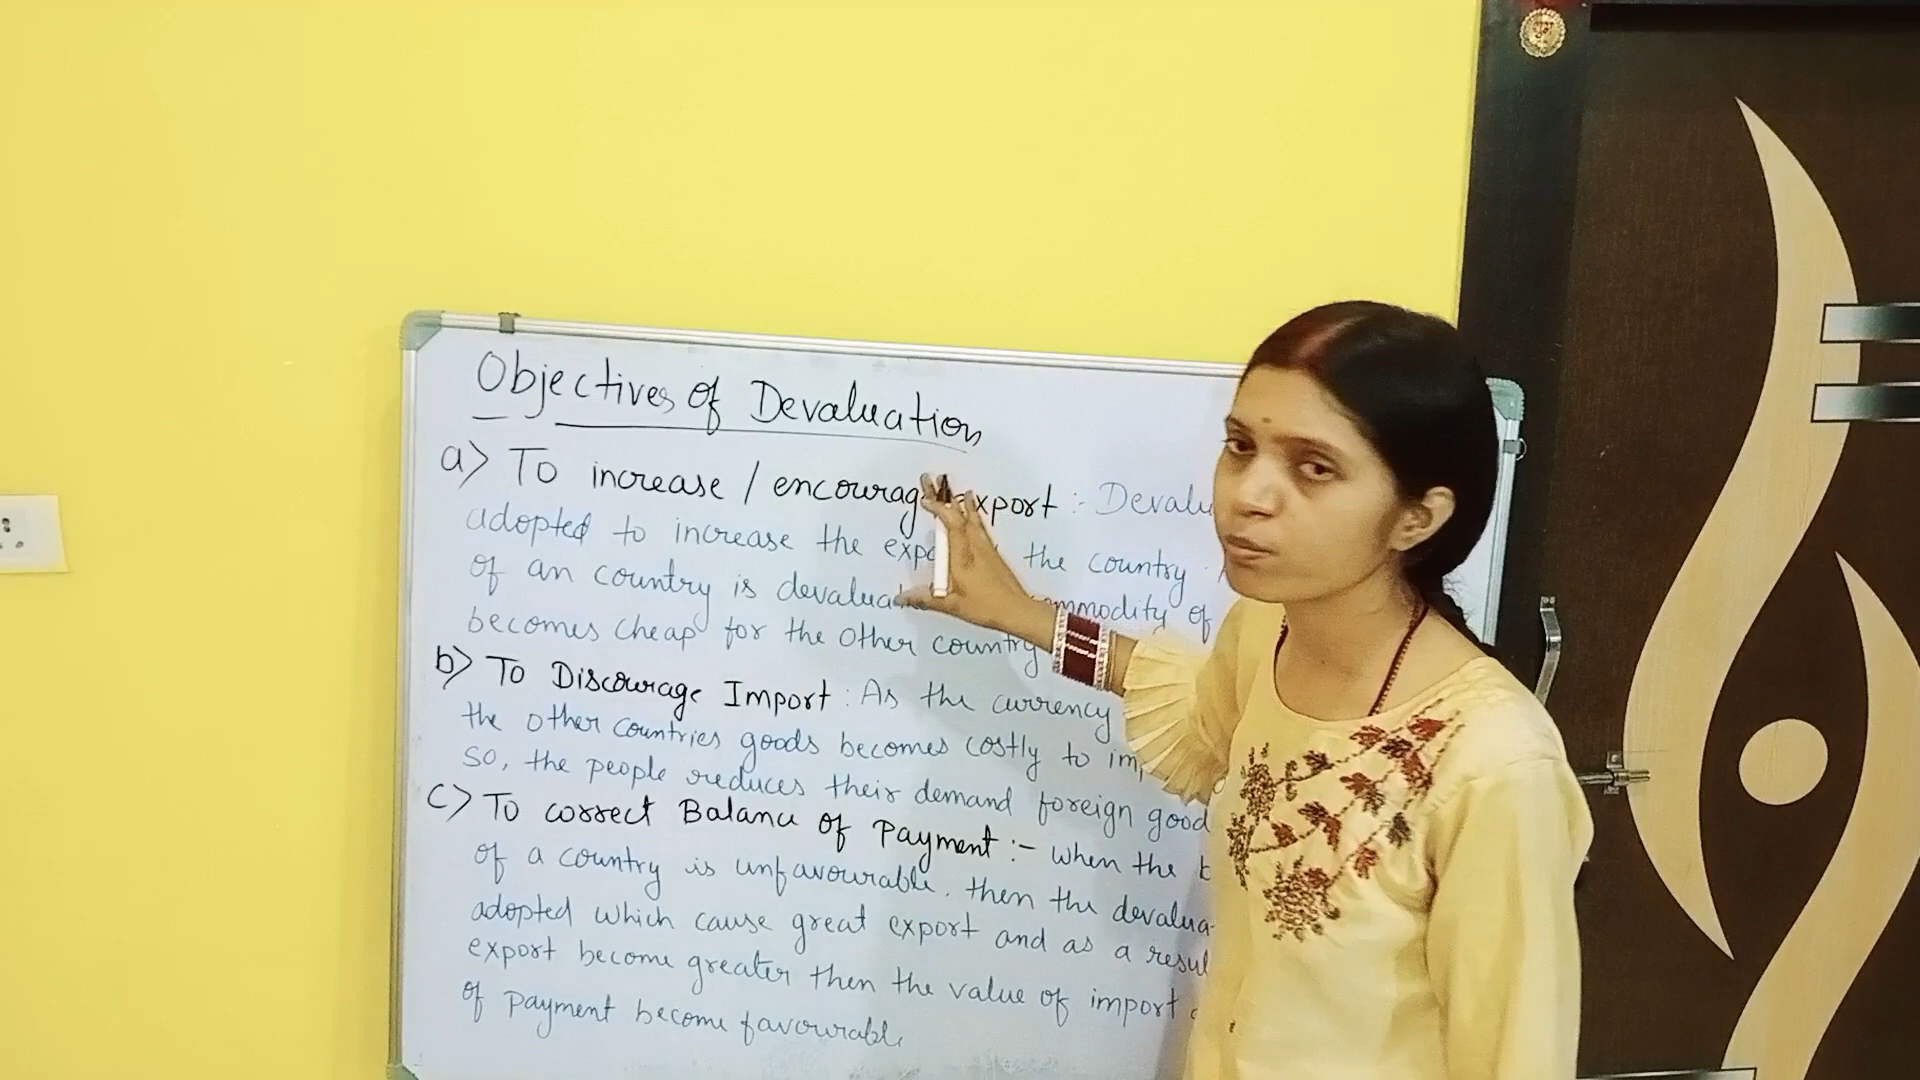 Objectives of Devaluation
a> To increase / encourage export :- Devalu
adopted to increase the expo the country
of an country is devalua mmodity of
becomes cheap for the other country
b> To Discourage Import : As the currency
the other countries goods becomes costly to imp
so, the people reduces their demand foreign good
c> To correct Balance of Payment :- when the b
of a country is unfavourable, then the devalua
adopted which cause great export and as a resul
export become greater then the value of import
of payment become favourable